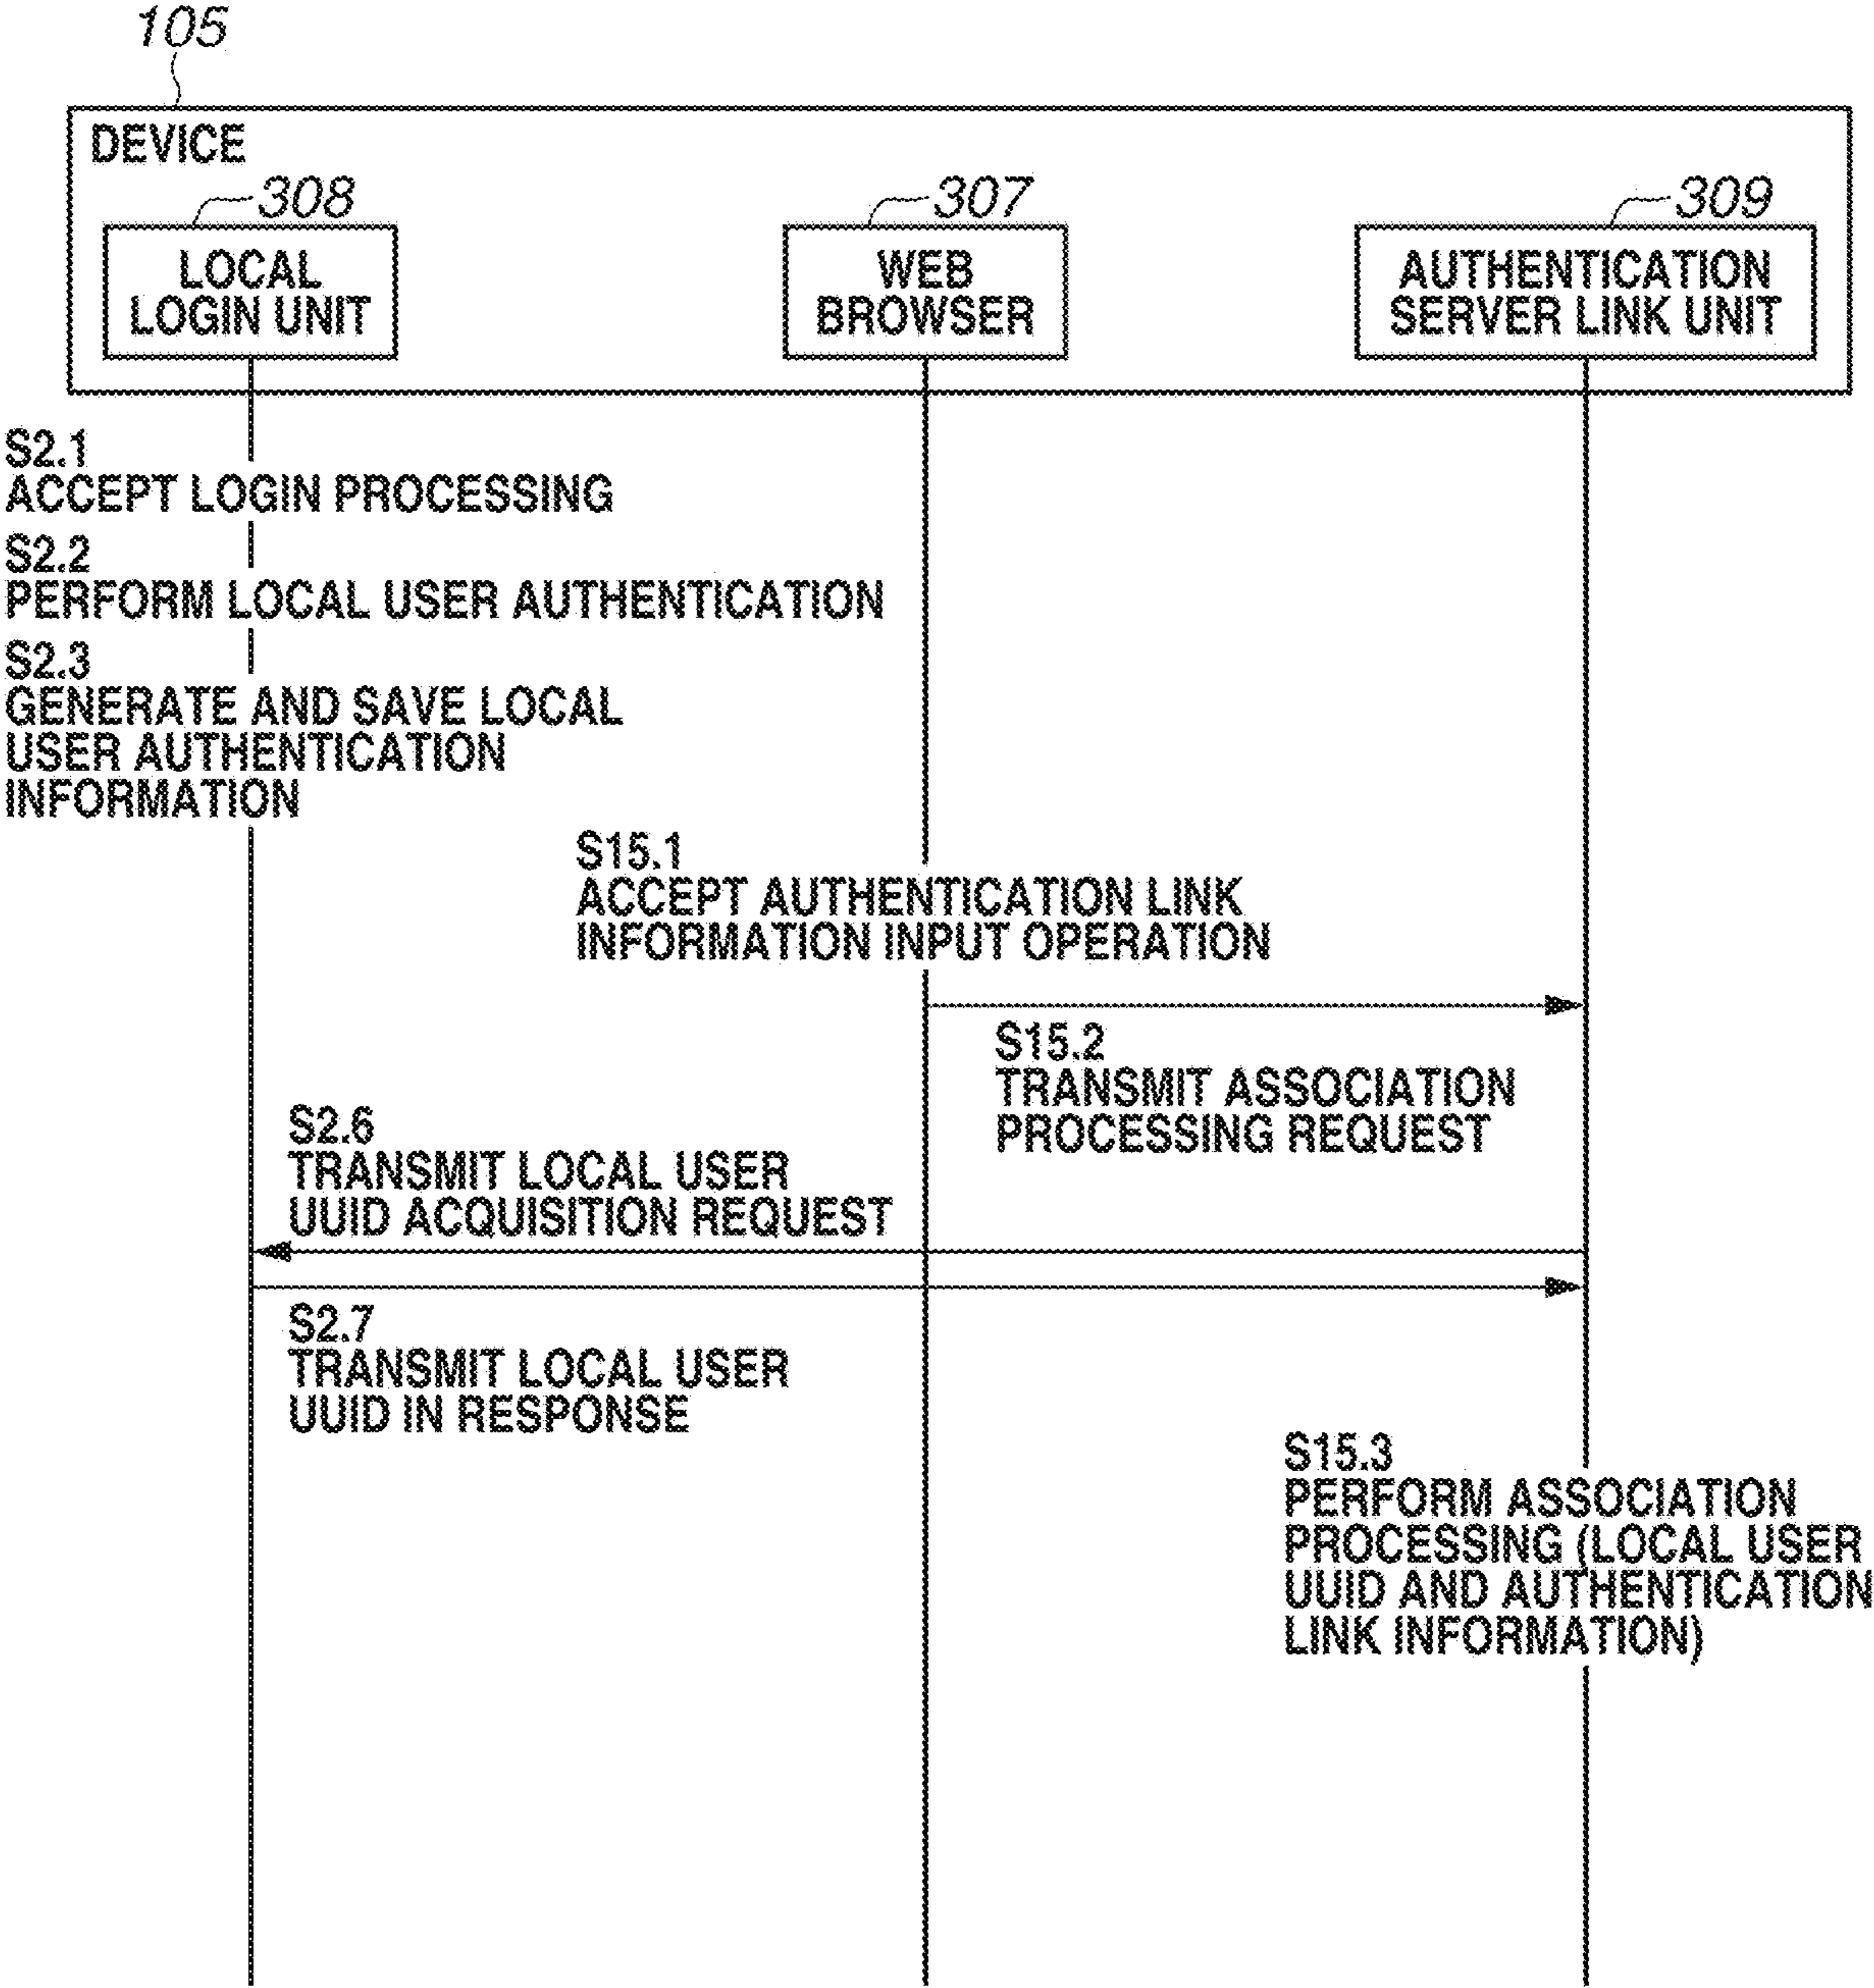 105
DEVICE
308
LOCAL
LOGIN UNIT
307
WEB
BROWSER
309
AUTHENTICATION
SERVER LINK UNIT
S2.1
ACCEPT LOGIN PROCESSING
S2.2
PERFORM LOCAL USER AUTHENTICATION
S2.3
GENERATE AND SAVE LOCAL
USER AUTHENTICATION
INFORMATION
S15.1
ACCEPT AUTHENTICATION LINK
INFORMATION INPUT OPERATION
S15.2
TRANSMIT ASSOCIATION
PROCESSING REQUEST
S2.6
TRANSMIT LOCAL USER
UUID ACQUISITION REQUEST
S2.7
TRANSMIT LOCAL USER
UUID IN RESPONSE
S15.3
PERFORM ASSOCIATION
PROCESSING (LOCAL USER
UUID AND AUTHENTICATION
LINK INFORMATION)